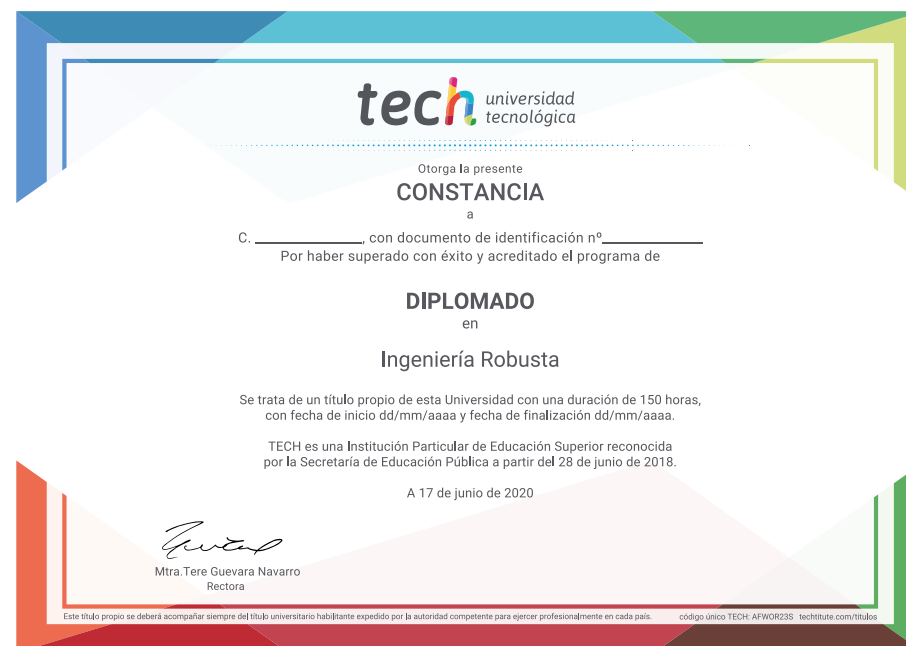 tech universidad
tecnológica
Otorga la presente
CONSTANCIA
a
C. ______________, con documento de identificación nº______________
Por haber superado con éxito y acreditado el programa de
DIPLOMADO
en
Ingeniería Robusta
Se trata de un título propio de esta Universidad con una duración de 150 horas,
con fecha de inicio dd/mm/aaaa y fecha de finalización dd/mm/aaaa.
TECH es una Institución Particular de Educación Superior reconocida
por la Secretaría de Educación Pública a partir del 28 de junio de 2018.
A 17 de junio de 2020
Mtra.Tere Guevara Navarro
Rectora
Este título propio se deberá acompañar siempre del título universitario habilitante expedido por la autoridad competente para ejercer profesionalmente en cada país. código único TECH: AFWOR23S techtitute.com/titulos